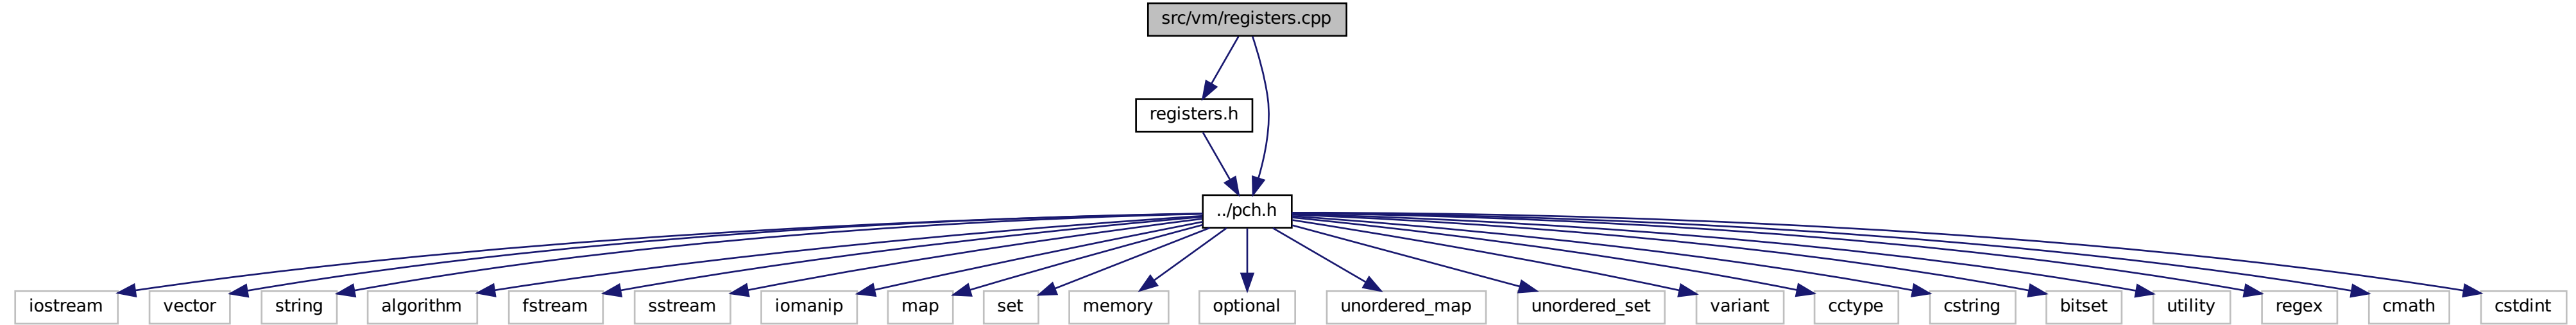 src/vm/registers.cpp
registers.h
../pch.h
iostream
vector
string
algorithm
fstream
sstream
iomanip
map
set
memory
optional
unordered_map
unordered_set
variant
cctype
cstring
bitset
utility
regex
cmath
cstdint